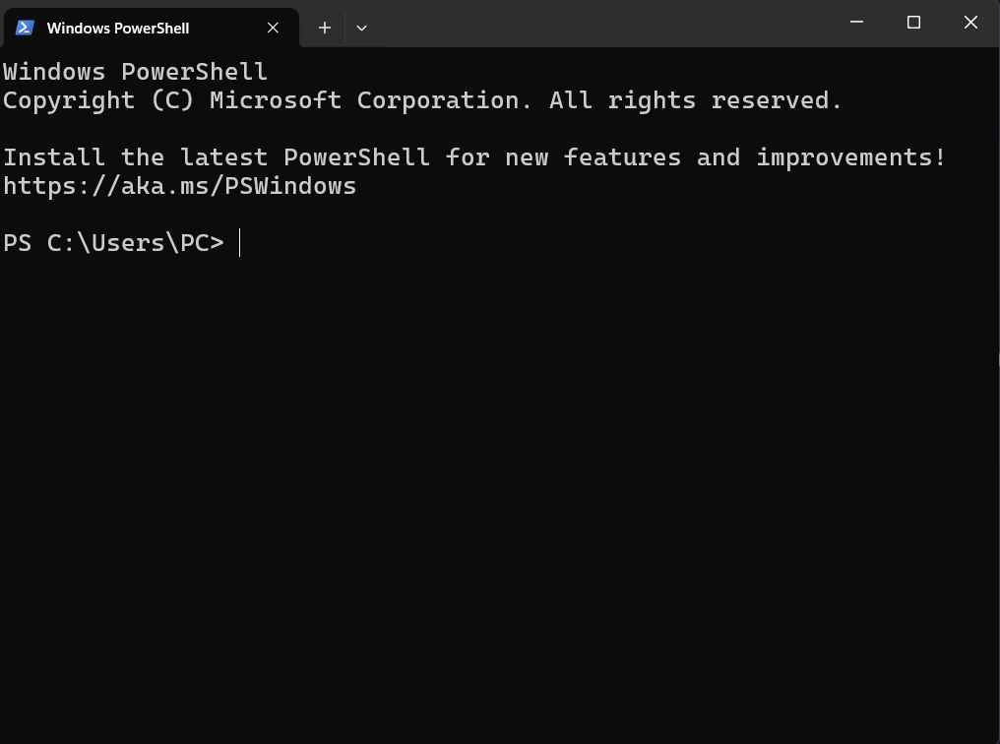 Windows PowerShell
Windows PowerShell
Copyright (C) Microsoft Corporation. All rights reserved.
Install the latest PowerShell for new features and improvements!
https://aka.ms/PSWindows
PS C:\Users\PC>